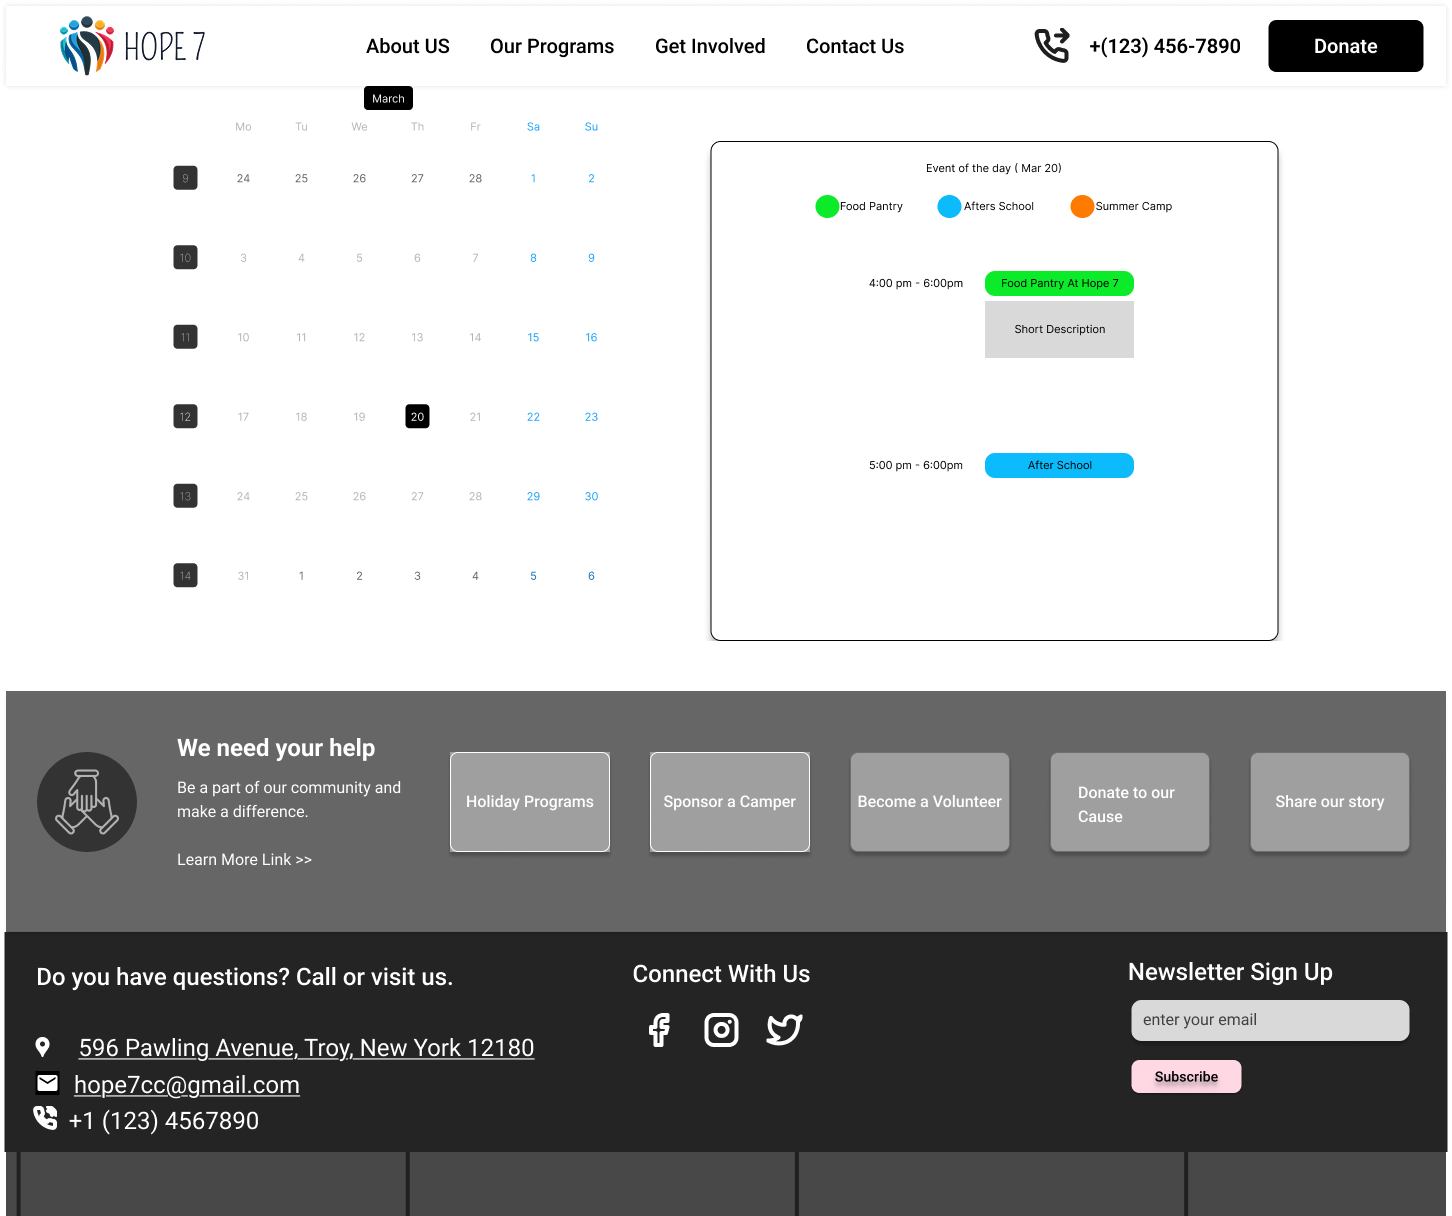 HOPE 7
About US Our Programs Get Involved Contact Us +(123) 456-7890 Donate
March
Mo Tu We Th Fr Sa Su
9 24 25 26 27 28 1 2
10 3 4 5 6 7 8 9
11 10 11 12 13 14 15 16
12 17 18 19 20 21 22 23
13 24 25 26 27 28 29 30
14 31 1 2 3 4 5 6
Event of the day ( Mar 20)
Food Pantry Afters School Summer Camp
4:00 pm - 6:00pm Food Pantry At Hope 7
Short Description
5:00 pm - 6:00pm After School
We need your help
Be a part of our community and
make a difference.
Learn More Link >>
Holiday Programs
Sponsor a Camper
Become a Volunteer
Donate to our
Cause
Share our story
Do you have questions? Call or visit us.
596 Pawling Avenue, Troy, New York 12180
hope7cc@gmail.com
+1 (123) 4567890
Connect With Us
Newsletter Sign Up
enter your email
Subscribe